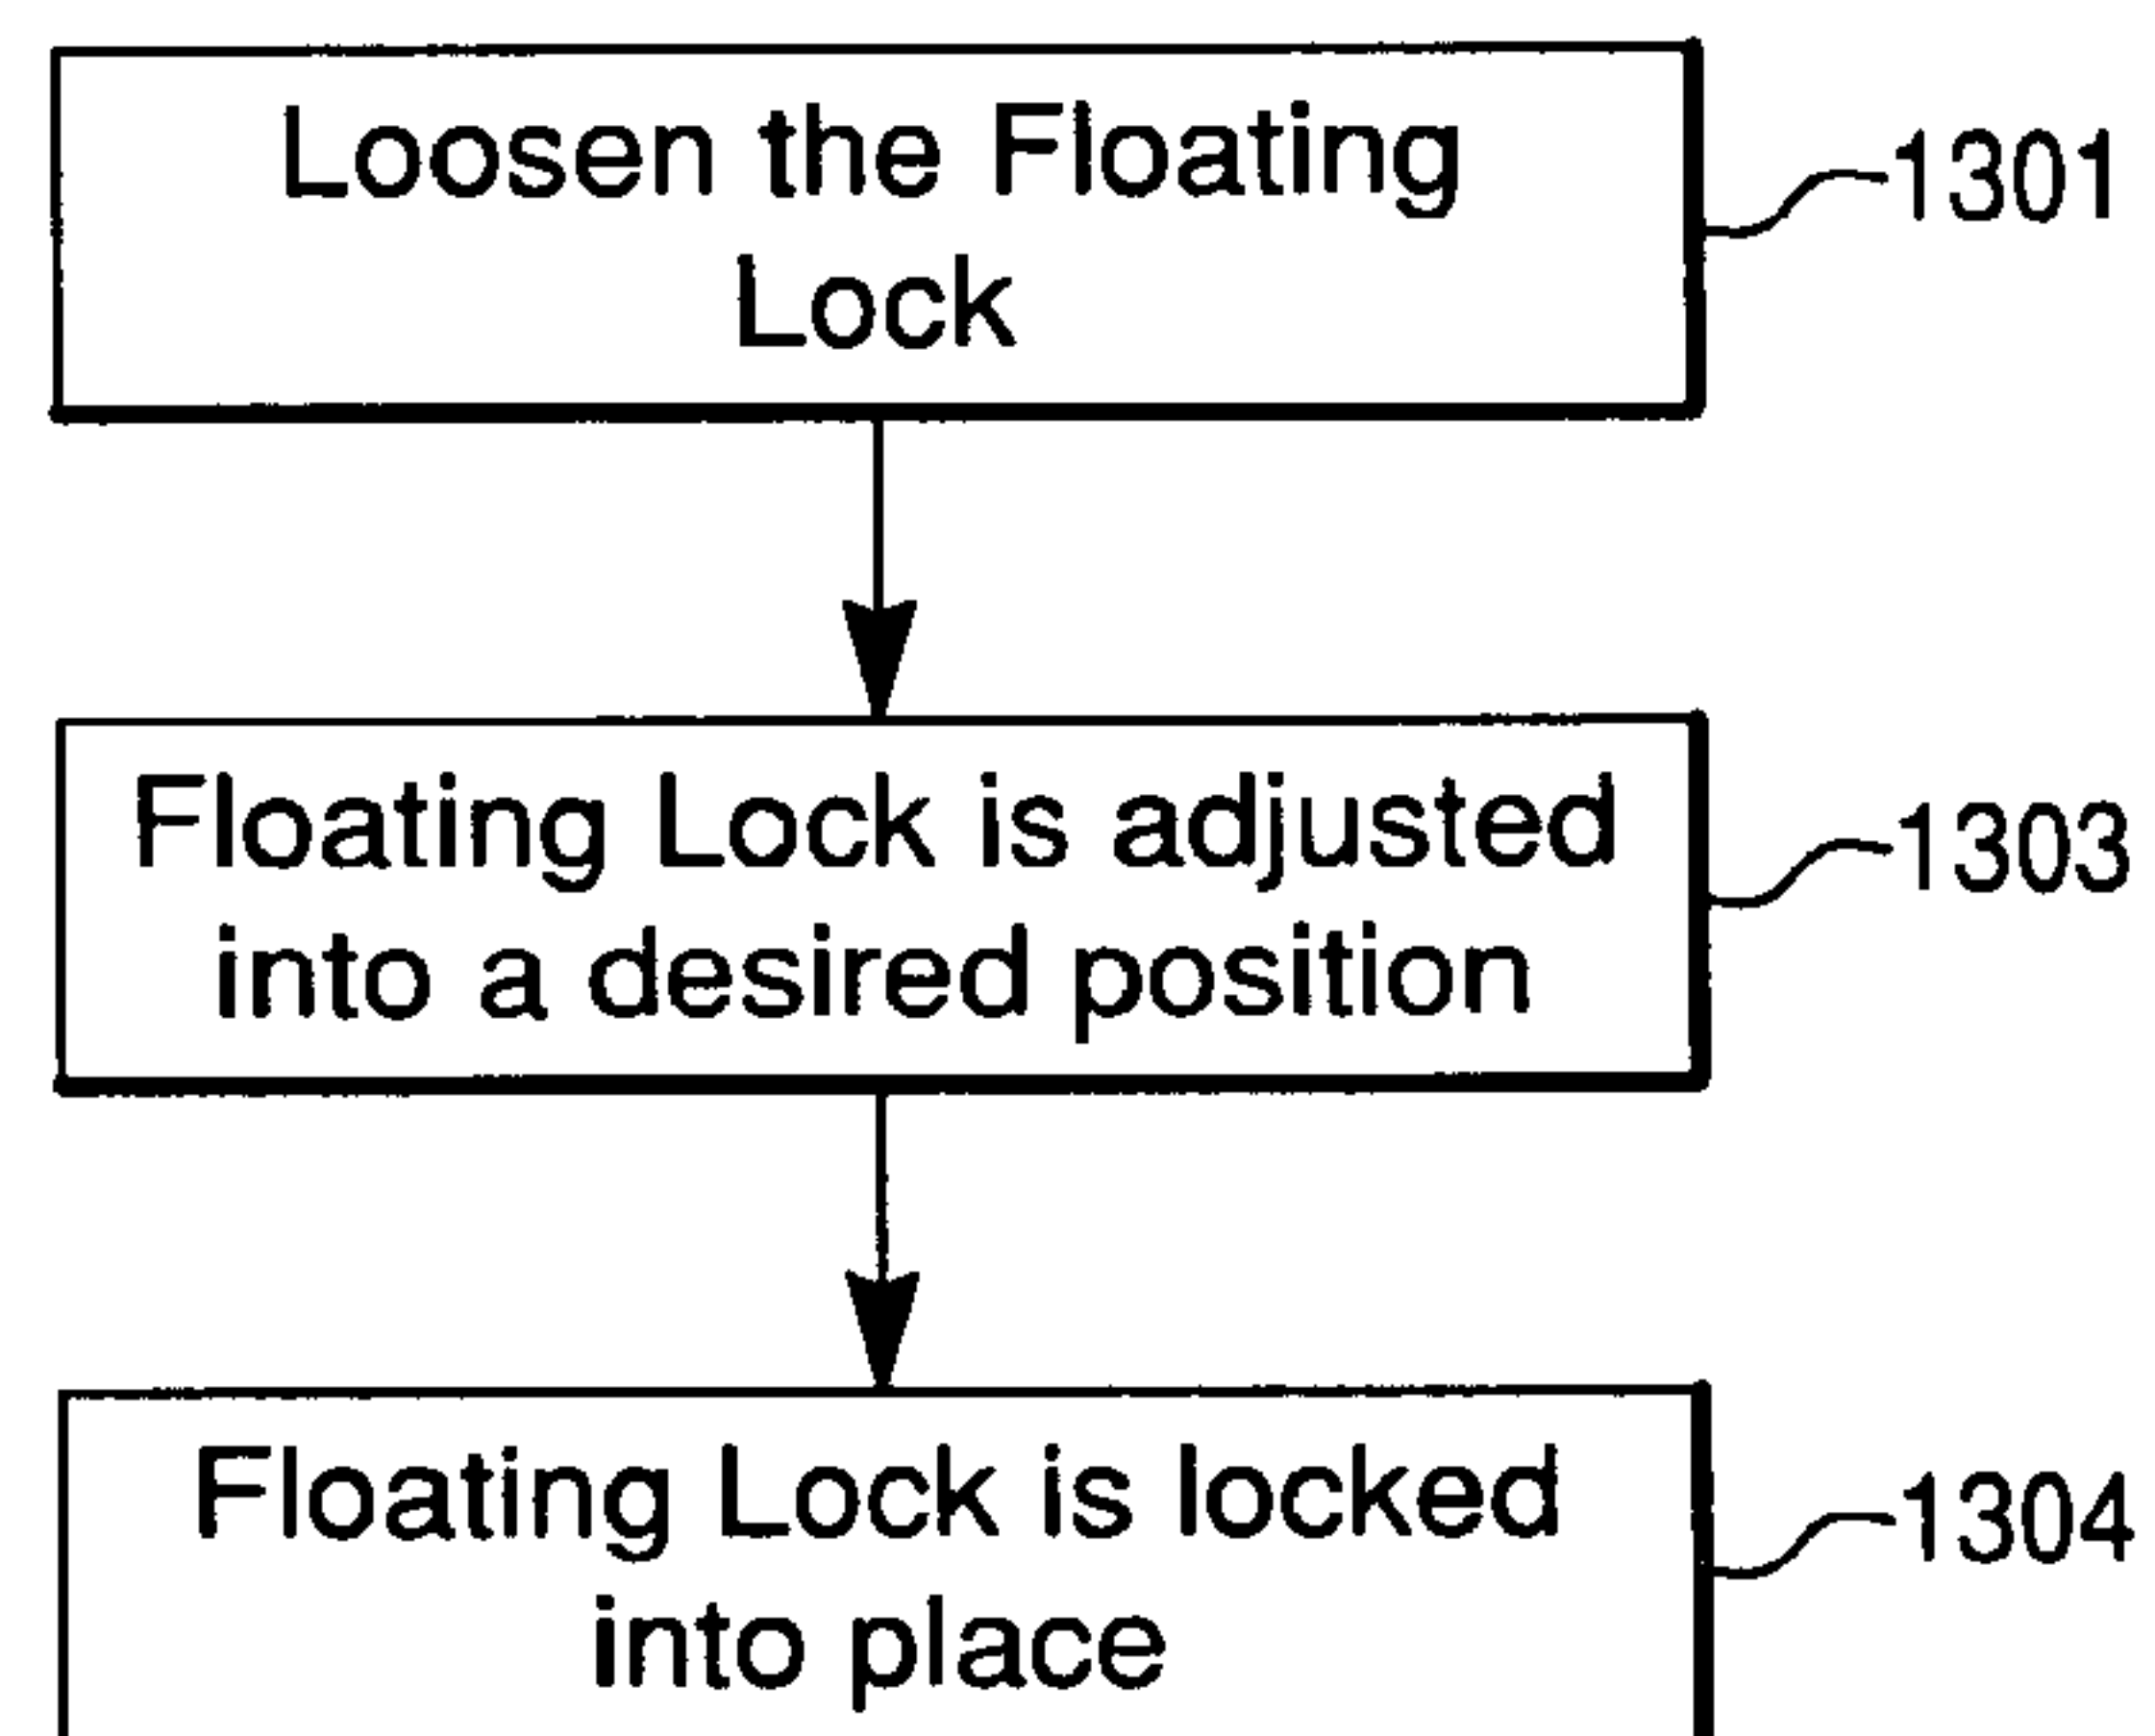 Loosen the Floating
Lock
1301
Floating Lock is adjusted
into a desired position
1303
Floating Lock is locked
into place
1304